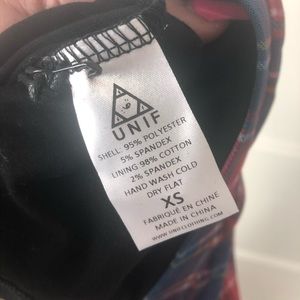 UNIF
SHELL: 95% POLYESTER
5% SPANDEX
LINING 98% COTTON
2% SPANDEX
HAND WASH COLD
DRY FLAT
XS
FABRIQUÉ EN CHINE
MADE IN CHINA
WWW.UNIFCLOTHING.COM